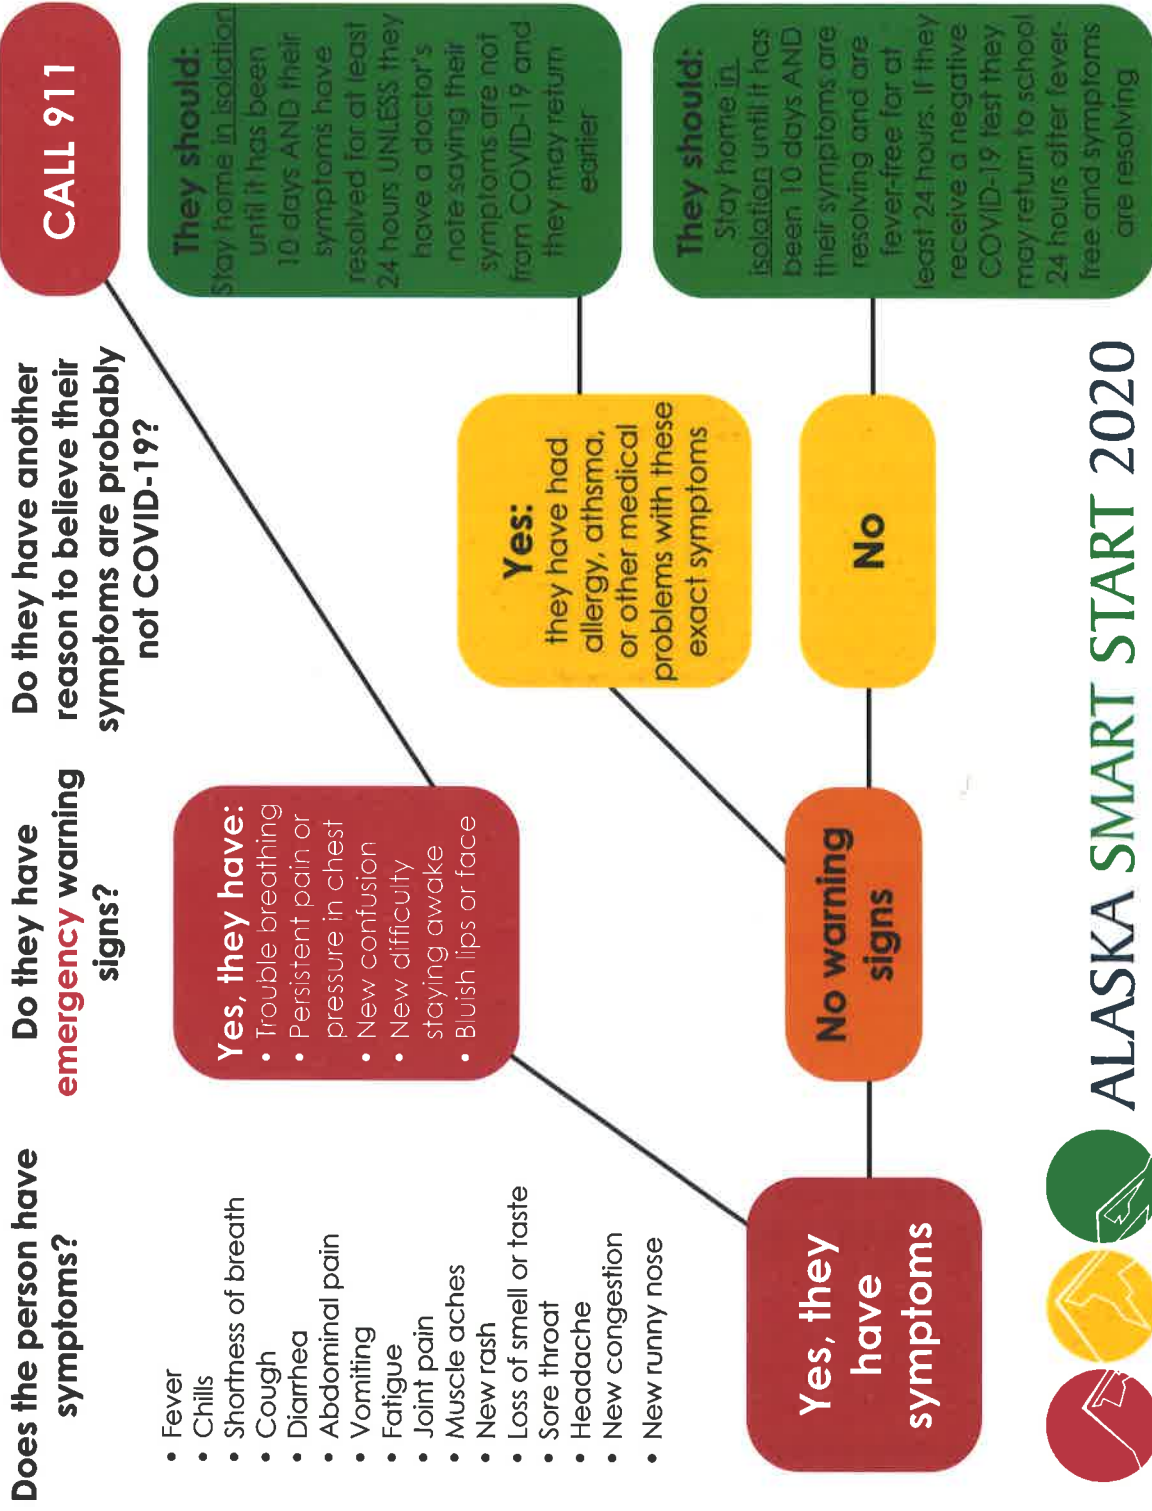 Does the person have
symptoms?
• Fever
• Chills
• Shortness of breath
• Cough
• Diarrhea
• Abdominal pain
• Vomiting
• Fatigue
• Joint pain
• Muscle aches
• New rash
• Loss of smell or taste
• Sore throat
• Headache
• New congestion
• New runny nose
Yes, they
have
symptoms
Do they have
emergency warning
signs?
Yes, they have:
• Trouble breathing
• Persistent pain or
pressure in chest
• New confusion
• New difficulty
staying awake
• Bluish lips or face
No warning
signs
Do they have another
reason to believe their
symptoms are probably
not COVID-19?
Yes:
they have had
allergy, athsma,
or other medical
problems with these
exact symptoms
No
CALL 911
They should:
Stay home in isolation
until it has been
10 days AND their
symptoms have
resolved for at least
24 hours UNLESS they
have a doctor's
note saying their
symptoms are not
from COVID-19 and
they may return
earlier
They should:
Stay home in
isolation until it has
been 10 days AND
their symptoms are
resolving and are
fever-free for at
least 24 hours. If they
receive a negative
COVID-19 test they
may return to school
24 hours after fever-
free and symptoms
are resolving
ALASKA SMART START 2020